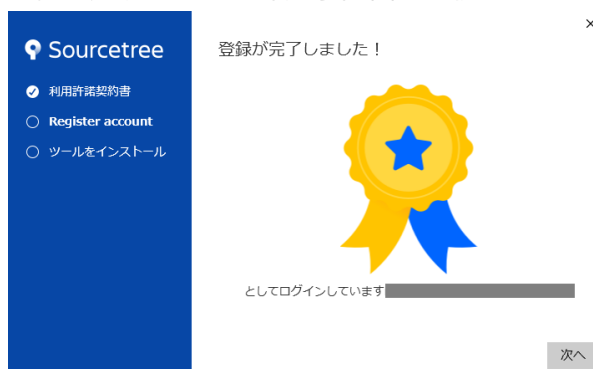 Sourcetree
利用許諾契約書
Register account
ツールをインストール
登録が完了しました！
としてログインしています
次へ